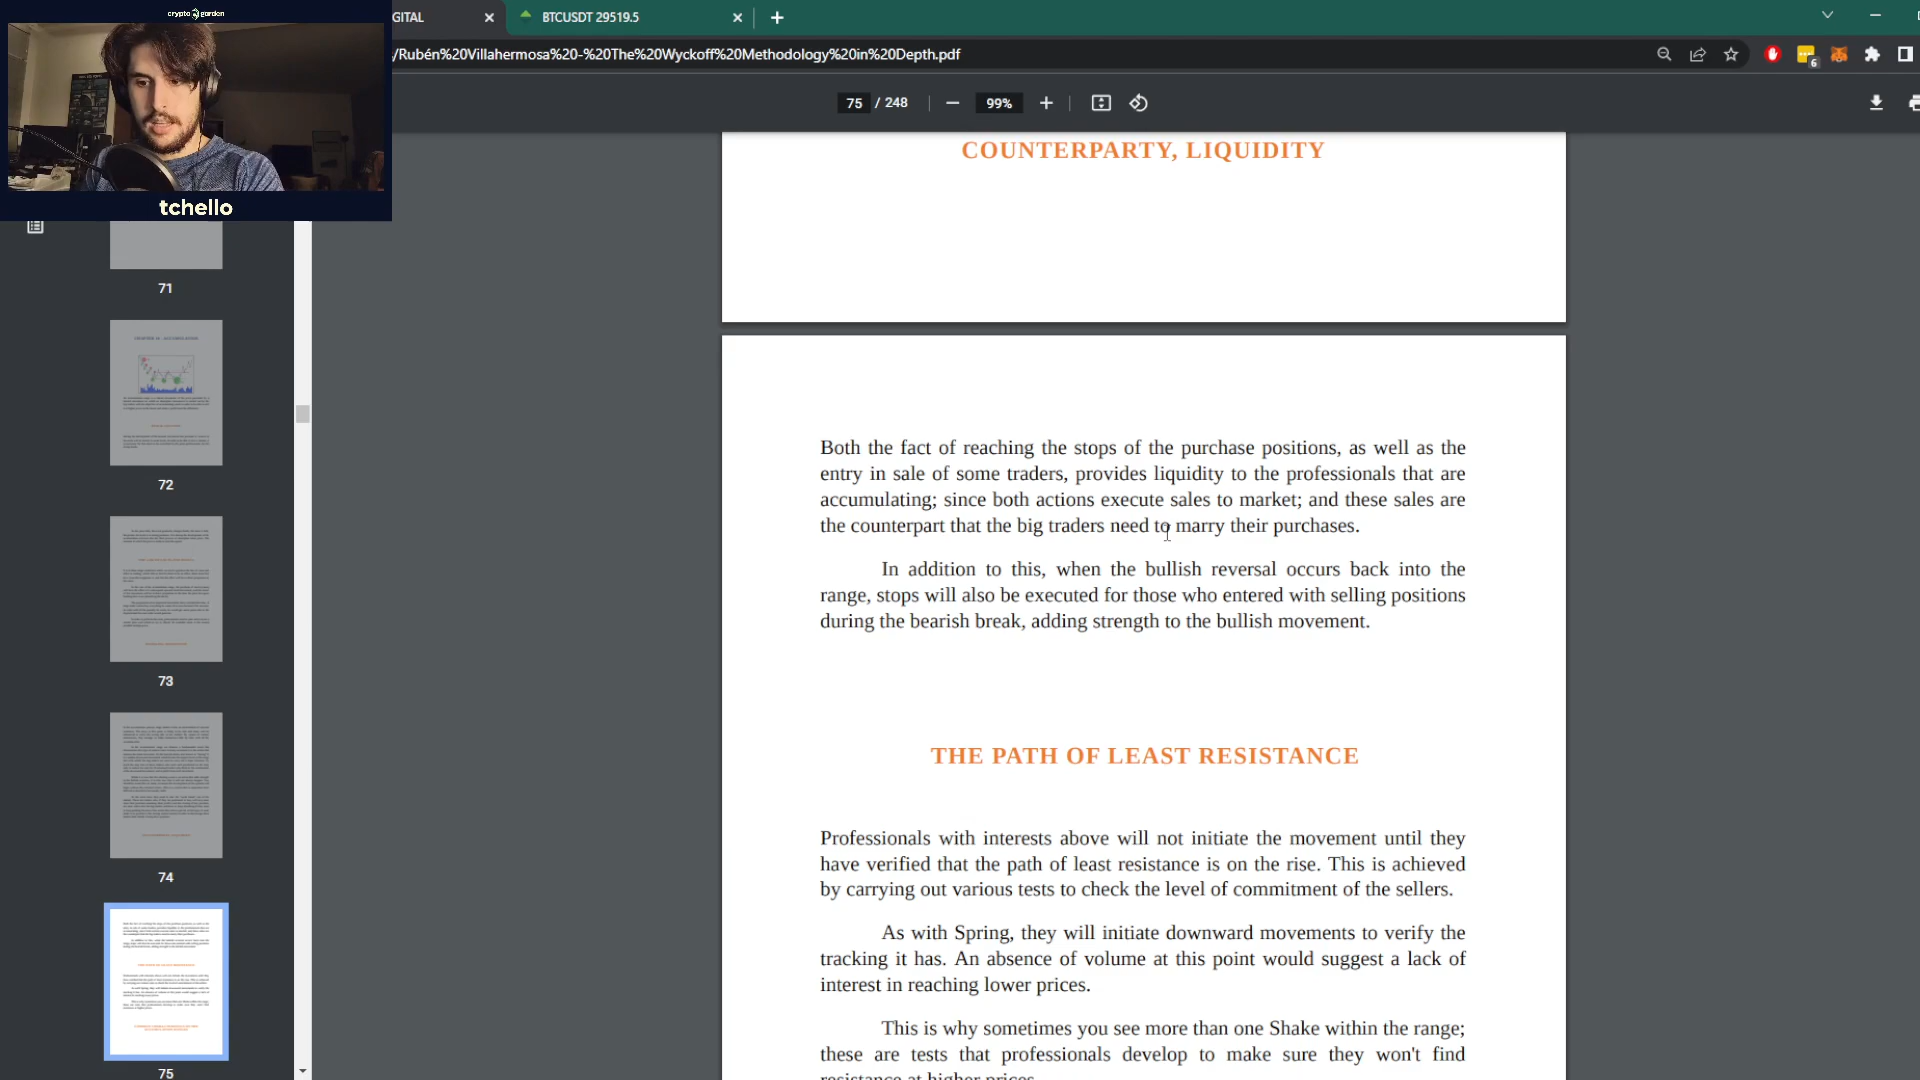 crypto garden
GITAL
BTCUSDT 29519.5
/Rubén%20Villahermosa%20-%20The%20Wyckoff%20Methodology%20in%20Depth.pdf
6
75 / 248
99%
tchello
COUNTERPARTY, LIQUIDITY
Both the fact of reaching the stops of the purchase positions, as well as the
entry in sale of some traders, provides liquidity to the professionals that are
accumulating; since both actions execute sales to market; and these sales are
the counterpart that the big traders need to marry their purchases.
In addition to this, when the bullish reversal occurs back into the
range, stops will also be executed for those who entered with selling positions
during the bearish break, adding strength to the bullish movement.
THE PATH OF LEAST RESISTANCE
Professionals with interests above will not initiate the movement until they
have verified that the path of least resistance is on the rise. This is achieved
by carrying out various tests to check the level of commitment of the sellers.
As with Spring, they will initiate downward movements to verify the
tracking it has. An absence of volume at this point would suggest a lack of
interest in reaching lower prices.
This is why sometimes you see more than one Shake within the range;
these are tests that professionals develop to make sure they won't find
resistance at higher prices.
71
72
73
74
75